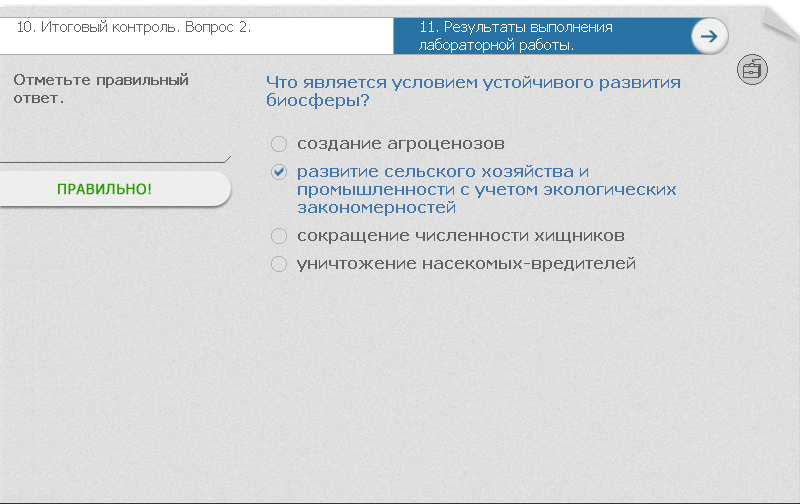 10. Итоговый контроль. Вопрос 2.
11. Результаты выполнения
лабораторной работы.
Отметьте правильный
ответ.
ПРАВИЛЬНО!
Что является условием устойчивого развития
биосферы?
создание агроценозов
развитие сельского хозяйства и
промышленности с учетом экологических
закономерностей
сокращение численности хищников
уничтожение насекомых-вредителей